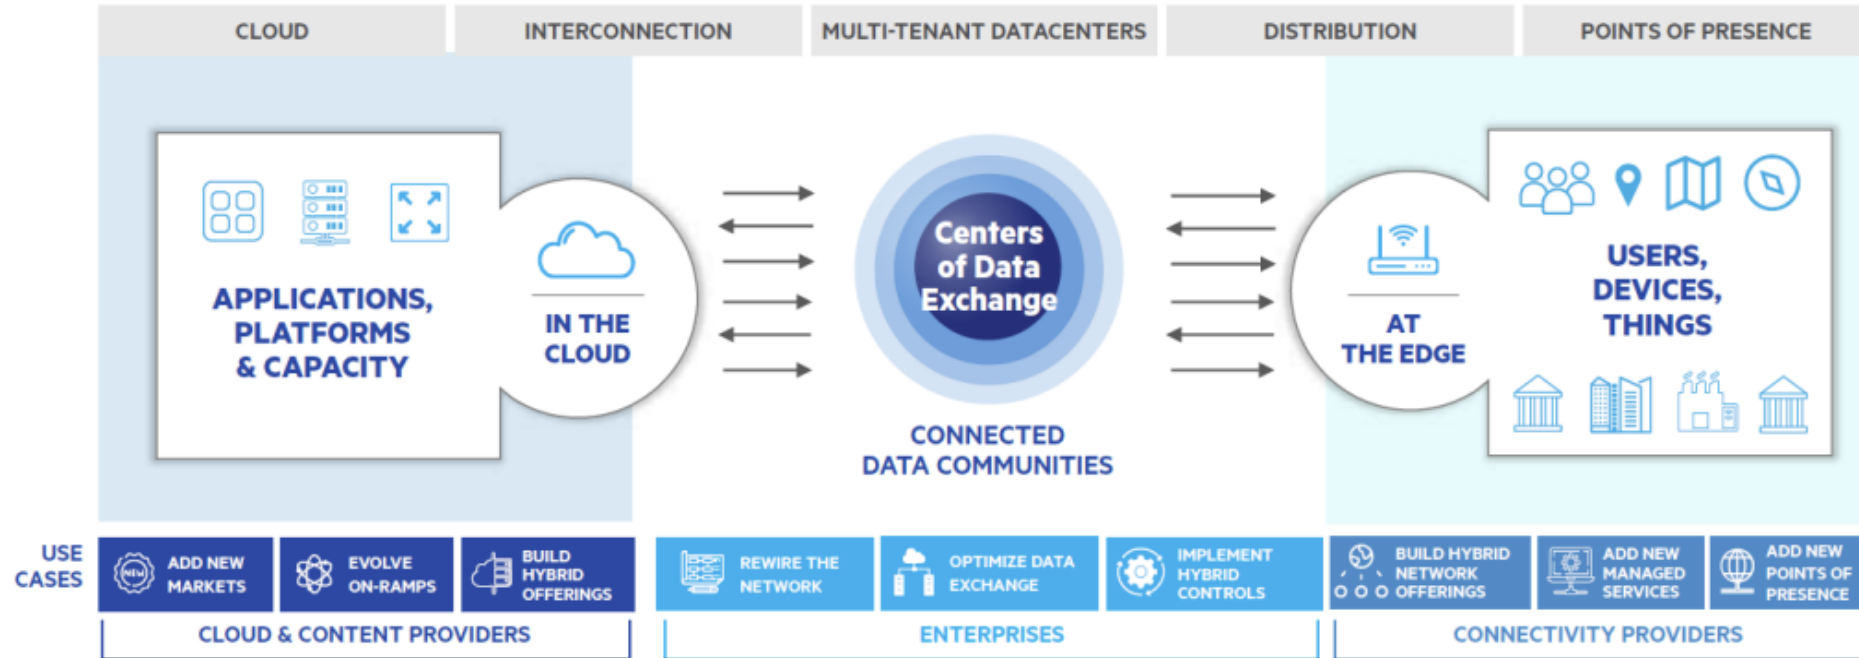 CLOUD
INTERCONNECTION
MULTI-TENANT DATACENTERS
DISTRIBUTION
POINTS OF PRESENCE
APPLICATIONS,
PLATFORMS
& CAPACITY
IN THE
CLOUD
Centers
of Data
Exchange
CONNECTED
DATA COMMUNITIES
AT
THE EDGE
USERS,
DEVICES,
THINGS
USE
CASES
NEW
ADD NEW
MARKETS
EVOLVE
ON-RAMPS
BUILD
HYBRID
OFFERINGS
REWIRE THE
NETWORK
OPTIMIZE DATA
EXCHANGE
IMPLEMENT
HYBRID
CONTROLS
BUILD HYBRID
NETWORK
OFFERINGS
ADD NEW
MANAGED
SERVICES
ADD NEW
POINTS OF
PRESENCE
CLOUD & CONTENT PROVIDERS
ENTERPRISES
CONNECTIVITY PROVIDERS